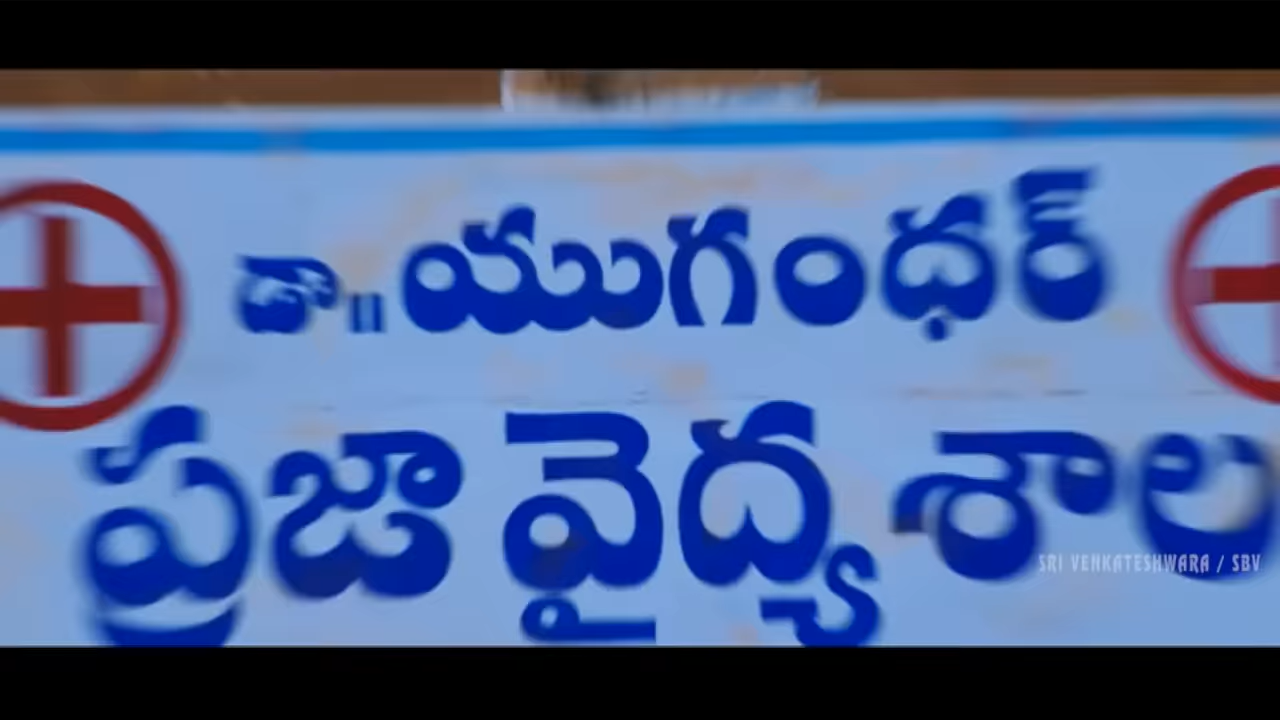 డా॥ యుగంధర్
ప్రజా వైద్య శాల
SRI VENKATESHWARA / SBV